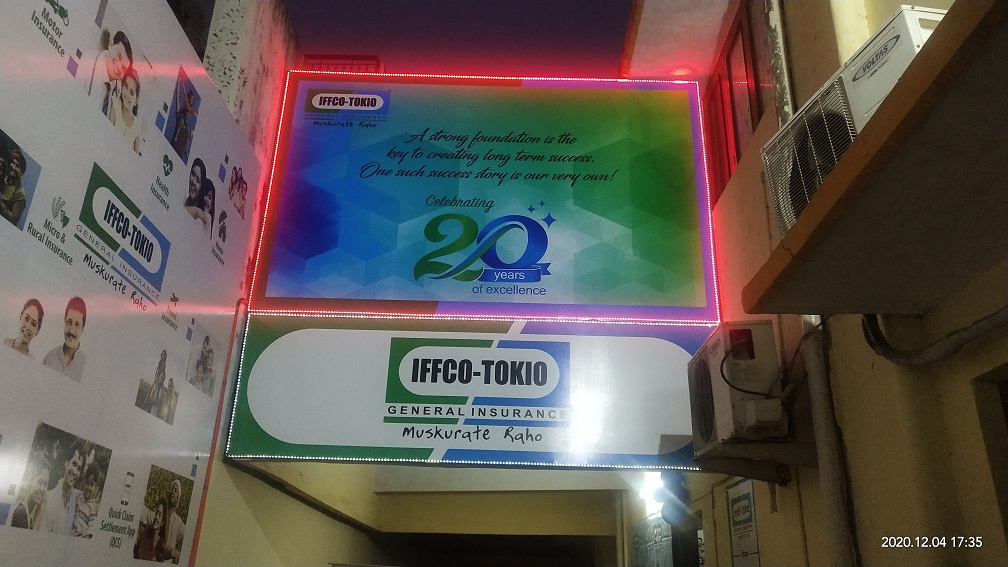 Motor
Insurance
Health
Insurance
Micro &
Rural Insurance
IFFCO-TOKIO
GENERAL INSURANCE
Muskurate Raho
Travel
Insurance
Quick Claim
Settlement App
(QCS)
IFFCO-TOKIO
GENERAL INSURANCE
Muskurate Raho
A strong foundation is the
key to creating long term success.
One such success story is our very own!
Celebrating
20
years
of excellence
IFFCO-TOKIO
GENERAL INSURANCE
Muskurate Raho
VOLTAS
2020.12.04 17:35